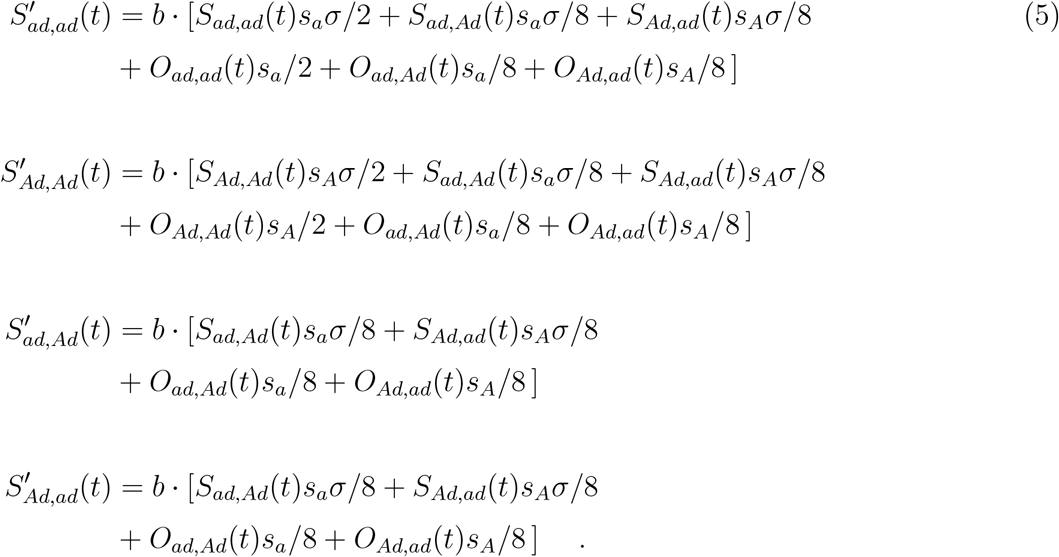 S′_{ad,ad}(t) = b · [S_{ad,ad}(t)s_aσ/2 + S_{ad,Ad}(t)s_aσ/8 + S_{Ad,ad}(t)s_Aσ/8 (5)
+ O_{ad,ad}(t)s_a/2 + O_{ad,Ad}(t)s_a/8 + O_{Ad,ad}(t)s_A/8 ]
S′_{Ad,Ad}(t) = b · [S_{Ad,Ad}(t)s_Aσ/2 + S_{ad,Ad}(t)s_aσ/8 + S_{Ad,ad}(t)s_Aσ/8
+ O_{Ad,Ad}(t)s_A/2 + O_{ad,Ad}(t)s_a/8 + O_{Ad,ad}(t)s_A/8 ]
S′_{ad,Ad}(t) = b · [S_{ad,Ad}(t)s_aσ/8 + S_{Ad,ad}(t)s_Aσ/8
+ O_{ad,Ad}(t)s_a/8 + O_{Ad,ad}(t)s_A/8 ]
S′_{Ad,ad}(t) = b · [S_{ad,Ad}(t)s_aσ/8 + S_{Ad,ad}(t)s_Aσ/8
+ O_{ad,Ad}(t)s_a/8 + O_{Ad,ad}(t)s_A/8 ] .